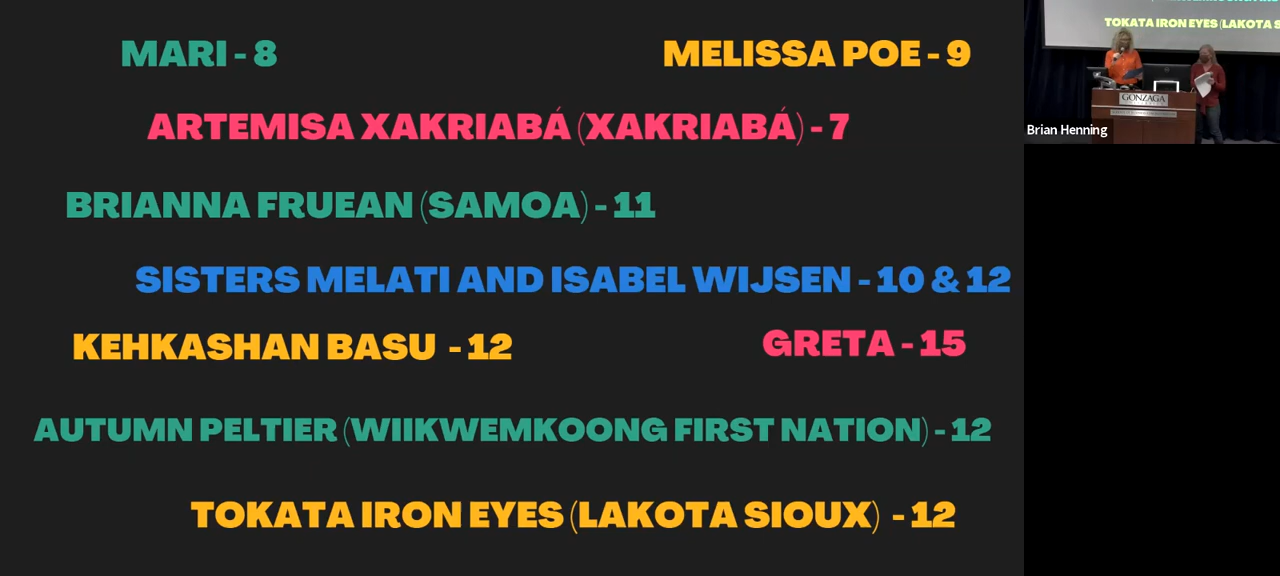 MARI - 8
MELISSA POE - 9
ARTEMISA XAKRIABÁ (XAKRIABÁ) - 7
BRIANNA FRUEAN (SAMOA) - 11
SISTERS MELATI AND ISABEL WIJSEN - 10 & 12
KEHKASHAN BASU - 12
GRETA - 15
AUTUMN PELTIER (WIIKWEMKOONG FIRST NATION) - 12
TOKATA IRON EYES (LAKOTA SIOUX) - 12
TOKATA IRON EYES (LAKOTA S
GONZAGA
Brian Henning